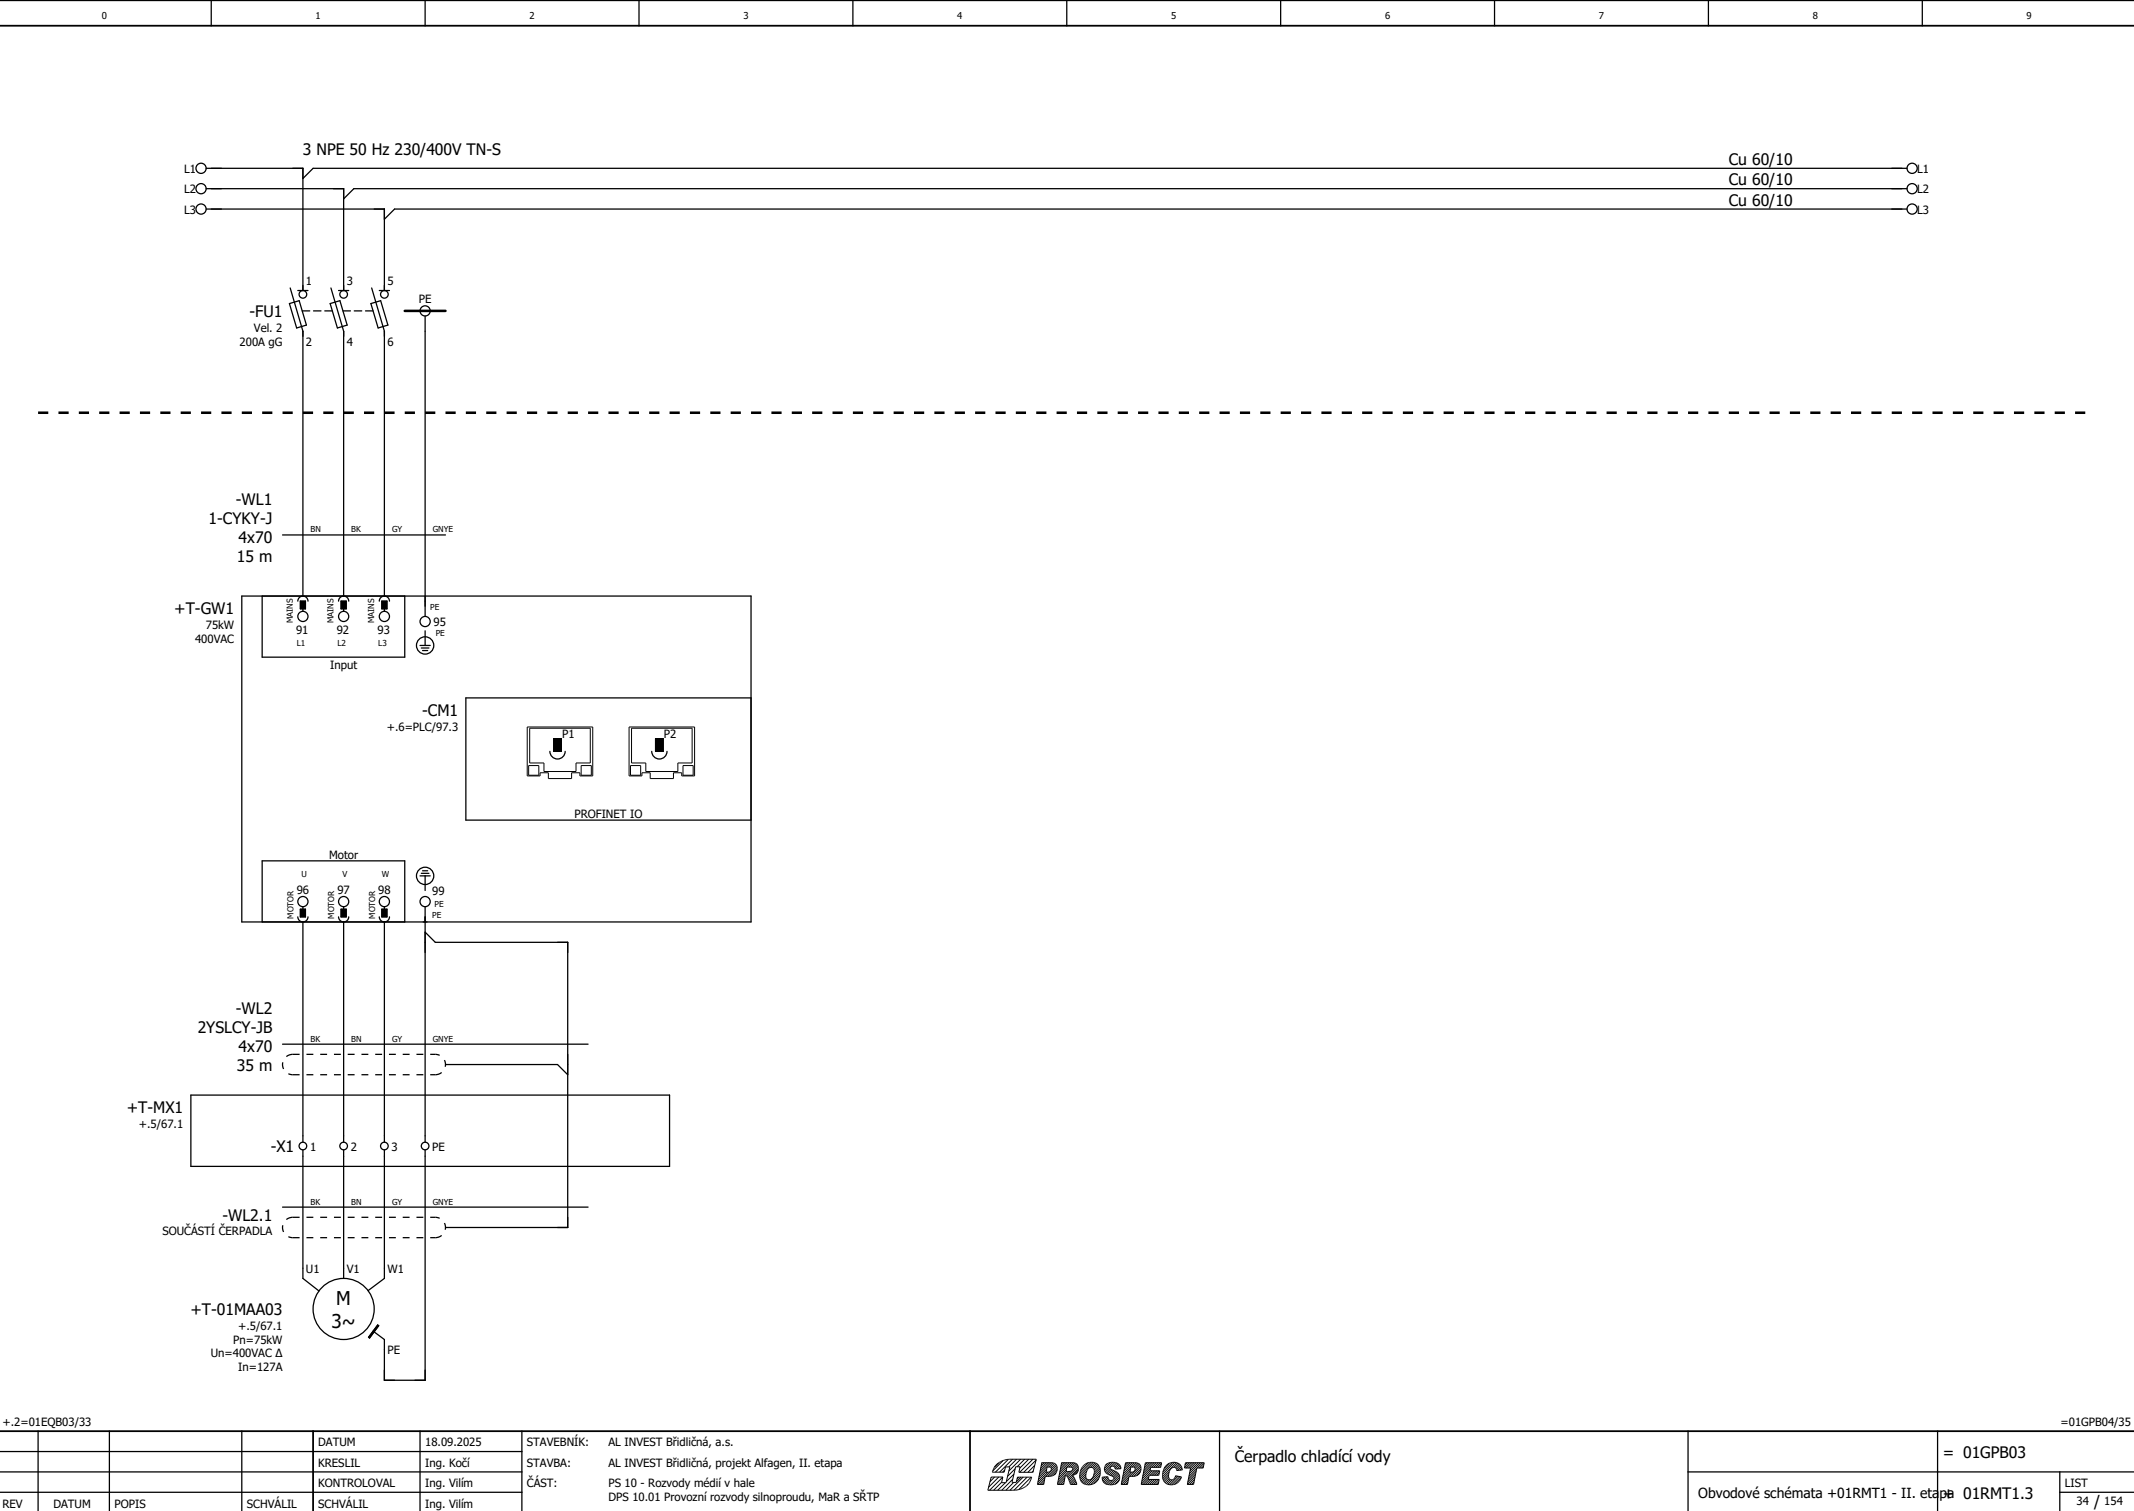 0 1 2 3 4 5 6 7 8 9
3 NPE 50 Hz 230/400V TN-S
L1 Cu 60/10 L1
L2 Cu 60/10 L2
L3 Cu 60/10 L3
1 3 5
PE
-FU1
Vel. 2
200A gG
2 4 6
-WL1
1-CYKY-J
4x70
15 m
BN BK GY GNYE
+T-GW1
75kW
400VAC
MAINS MAINS MAINS
91 92 93
L1 L2 L3
Input
PE
95
PE
-CM1
+.6=PLC/97.3
P1 P2
PROFINET IO
Motor
U V W
MOTOR MOTOR MOTOR
96 97 98
99
PE
PE
-WL2
2YSLCY-JB
4x70
35 m
BK BN GY GNYE
+T-MX1
+.5/67.1
-X1 1 2 3 PE
BK BN GY GNYE
-WL2.1
SOUČÁSTÍ ČERPADLA
U1 V1 W1
M
3~
PE
+T-01MAA03
+.5/67.1
Pn=75kW
Un=400VAC Δ
In=127A
+.2=01EQB03/33
=01GPB04/35
DATUM 18.09.2025
KRESLIL Ing. Kočí
KONTROLOVAL Ing. Vilím
REV DATUM POPIS SCHVÁLIL SCHVÁLIL Ing. Vilím
STAVEBNÍK: AL INVEST Břidličná, a.s.
STAVBA: AL INVEST Břidličná, projekt Alfagen, II. etapa
ČÁST: PS 10 - Rozvody médií v hale
DPS 10.01 Provozní rozvody silnoproudu, MaR a SŘTP
PROSPECT
Čerpadlo chladící vody
= 01GPB03
Obvodové schémata +01RMT1 - II. etapa
+ 01RMT1.3
LIST
34 / 154